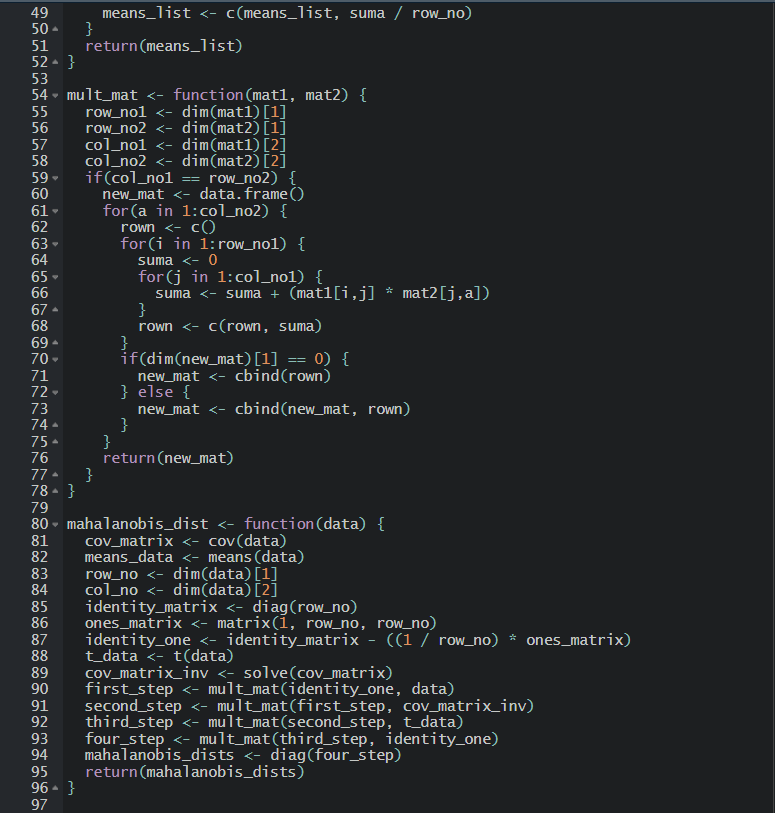 49     means_list <- c(means_list, suma / row_no)
50   }
51   return(means_list)
52 }
53
54 mult_mat <- function(mat1, mat2) {
55   row_no1 <- dim(mat1)[1]
56   row_no2 <- dim(mat2)[1]
57   col_no1 <- dim(mat1)[2]
58   col_no2 <- dim(mat2)[2]
59   if(col_no1 == row_no2) {
60     new_mat <- data.frame()
61     for(a in 1:col_no2) {
62       rown <- c()
63       for(i in 1:row_no1) {
64         suma <- 0
65         for(j in 1:col_no1) {
66           suma <- suma + (mat1[i,j] * mat2[j,a])
67         }
68         rown <- c(rown, suma)
69       }
70       if(dim(new_mat)[1] == 0) {
71         new_mat <- cbind(rown)
72       } else {
73         new_mat <- cbind(new_mat, rown)
74       }
75     }
76     return(new_mat)
77   }
78 }
79
80 mahalanobis_dist <- function(data) {
81   cov_matrix <- cov(data)
82   means_data <- means(data)
83   row_no <- dim(data)[1]
84   col_no <- dim(data)[2]
85   identity_matrix <- diag(row_no)
86   ones_matrix <- matrix(1, row_no, row_no)
87   identity_one <- identity_matrix - ((1 / row_no) * ones_matrix)
88   t_data <- t(data)
89   cov_matrix_inv <- solve(cov_matrix)
90   first_step <- mult_mat(identity_one, data)
91   second_step <- mult_mat(first_step, cov_matrix_inv)
92   third_step <- mult_mat(second_step, t_data)
93   four_step <- mult_mat(third_step, identity_one)
94   mahalanobis_dists <- diag(four_step)
95   return(mahalanobis_dists)
96 }
97